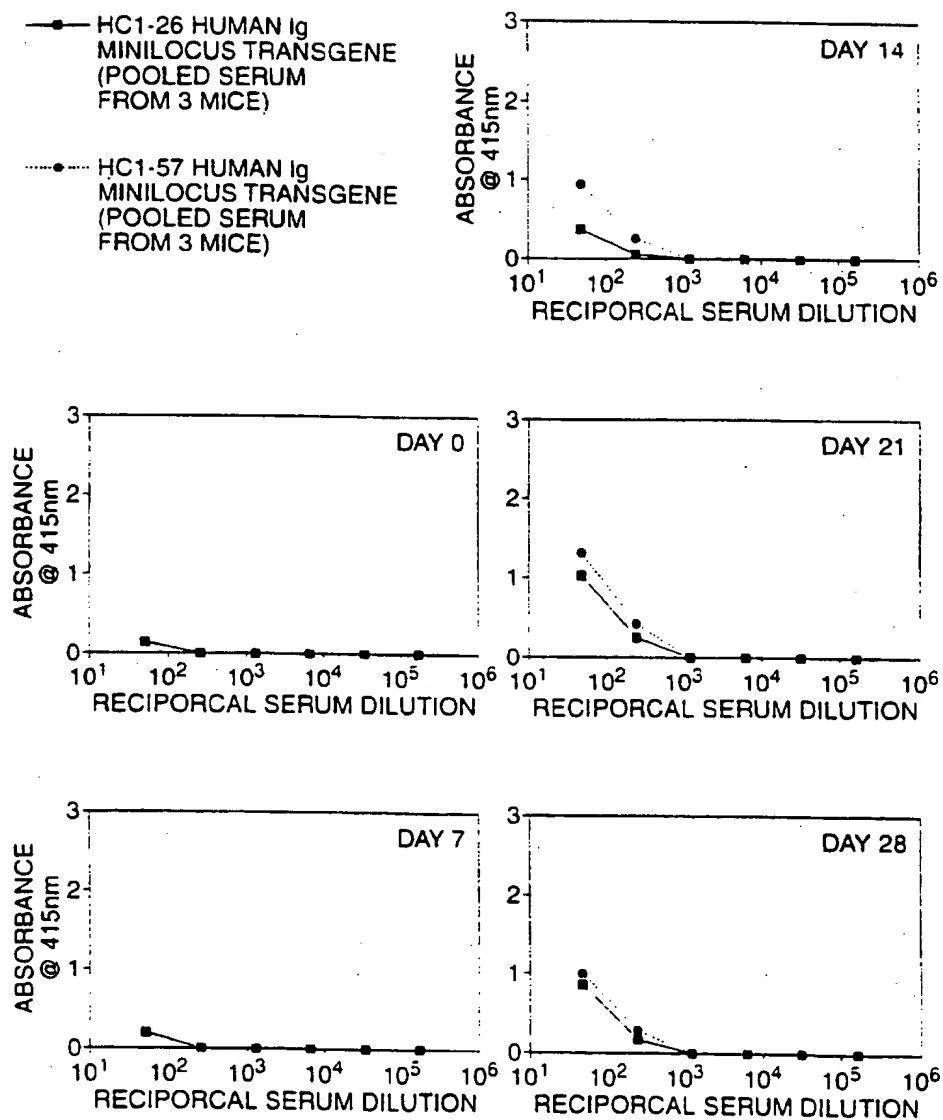 HC1-26 HUMAN Ig
MINILOCUS TRANSGENE
(POOLED SERUM
FROM 3 MICE)
HC1-57 HUMAN Ig
MINILOCUS TRANSGENE
(POOLED SERUM
FROM 3 MICE)
DAY 14
ABSORBANCE
@ 415nm
3
2
1
0
10¹ 10² 10³ 10⁴ 10⁵ 10⁶
RECIPORCAL SERUM DILUTION
DAY 0
ABSORBANCE
@ 415nm
3
2
1
0
10¹ 10² 10³ 10⁴ 10⁵ 10⁶
RECIPORCAL SERUM DILUTION
DAY 21
3
2
1
0
10¹ 10² 10³ 10⁴ 10⁵ 10⁶
RECIPORCAL SERUM DILUTION
DAY 7
ABSORBANCE
@ 415nm
3
2
1
0
10¹ 10² 10³ 10⁴ 10⁵ 10⁶
RECIPORCAL SERUM DILUTION
DAY 28
3
2
1
0
10¹ 10² 10³ 10⁴ 10⁵ 10�6
RECIPORCAL SERUM DILUTION